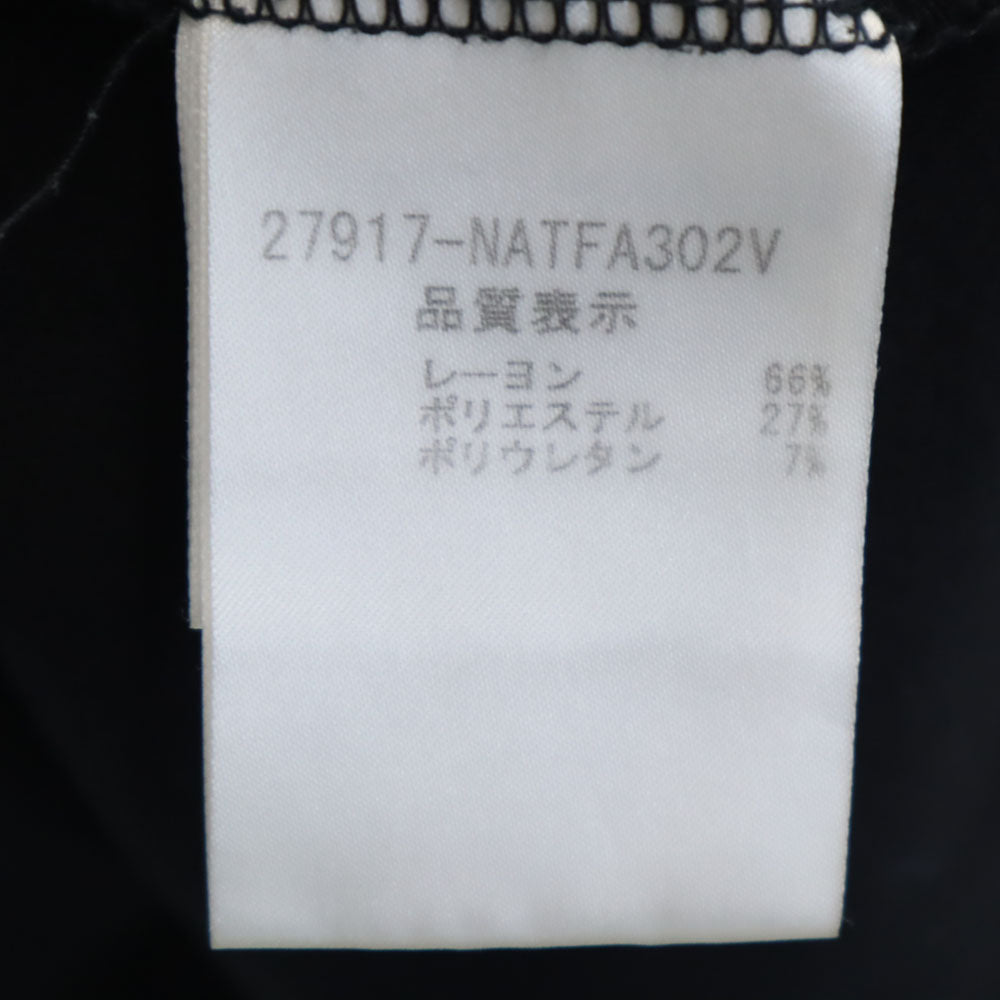 27917-NATFA302V
品質表示
レーヨン 66%
ポリエステル 27%
ポリウレタン 7%